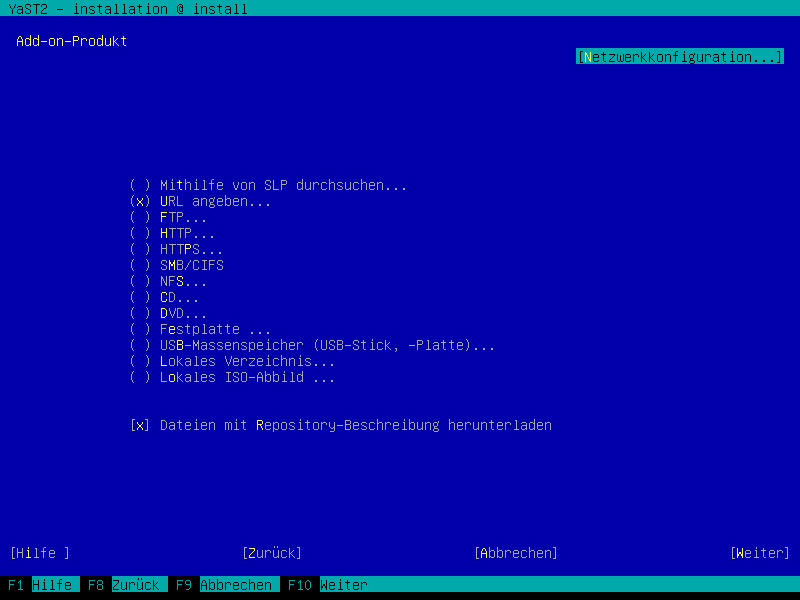 YaST2 - installation @ install
Add-on-Produkt
[Netzwerkkonfiguration...]
( ) Mithilfe von SLP durchsuchen...
(x) URL angeben...
( ) FTP...
( ) HTTP...
( ) HTTPS...
( ) SMB/CIFS
( ) NFS...
( ) CD...
( ) DVD...
( ) Festplatte ...
( ) USB-Massenspeicher (USB-Stick, -Platte)...
( ) Lokales Verzeichnis...
( ) Lokales ISO-Abbild ...
[x] Dateien mit Repository-Beschreibung herunterladen
[Hilfe ] [Zurück] [Abbrechen] [Weiter]
F1 Hilfe F8 Zurück F9 Abbrechen F10 Weiter